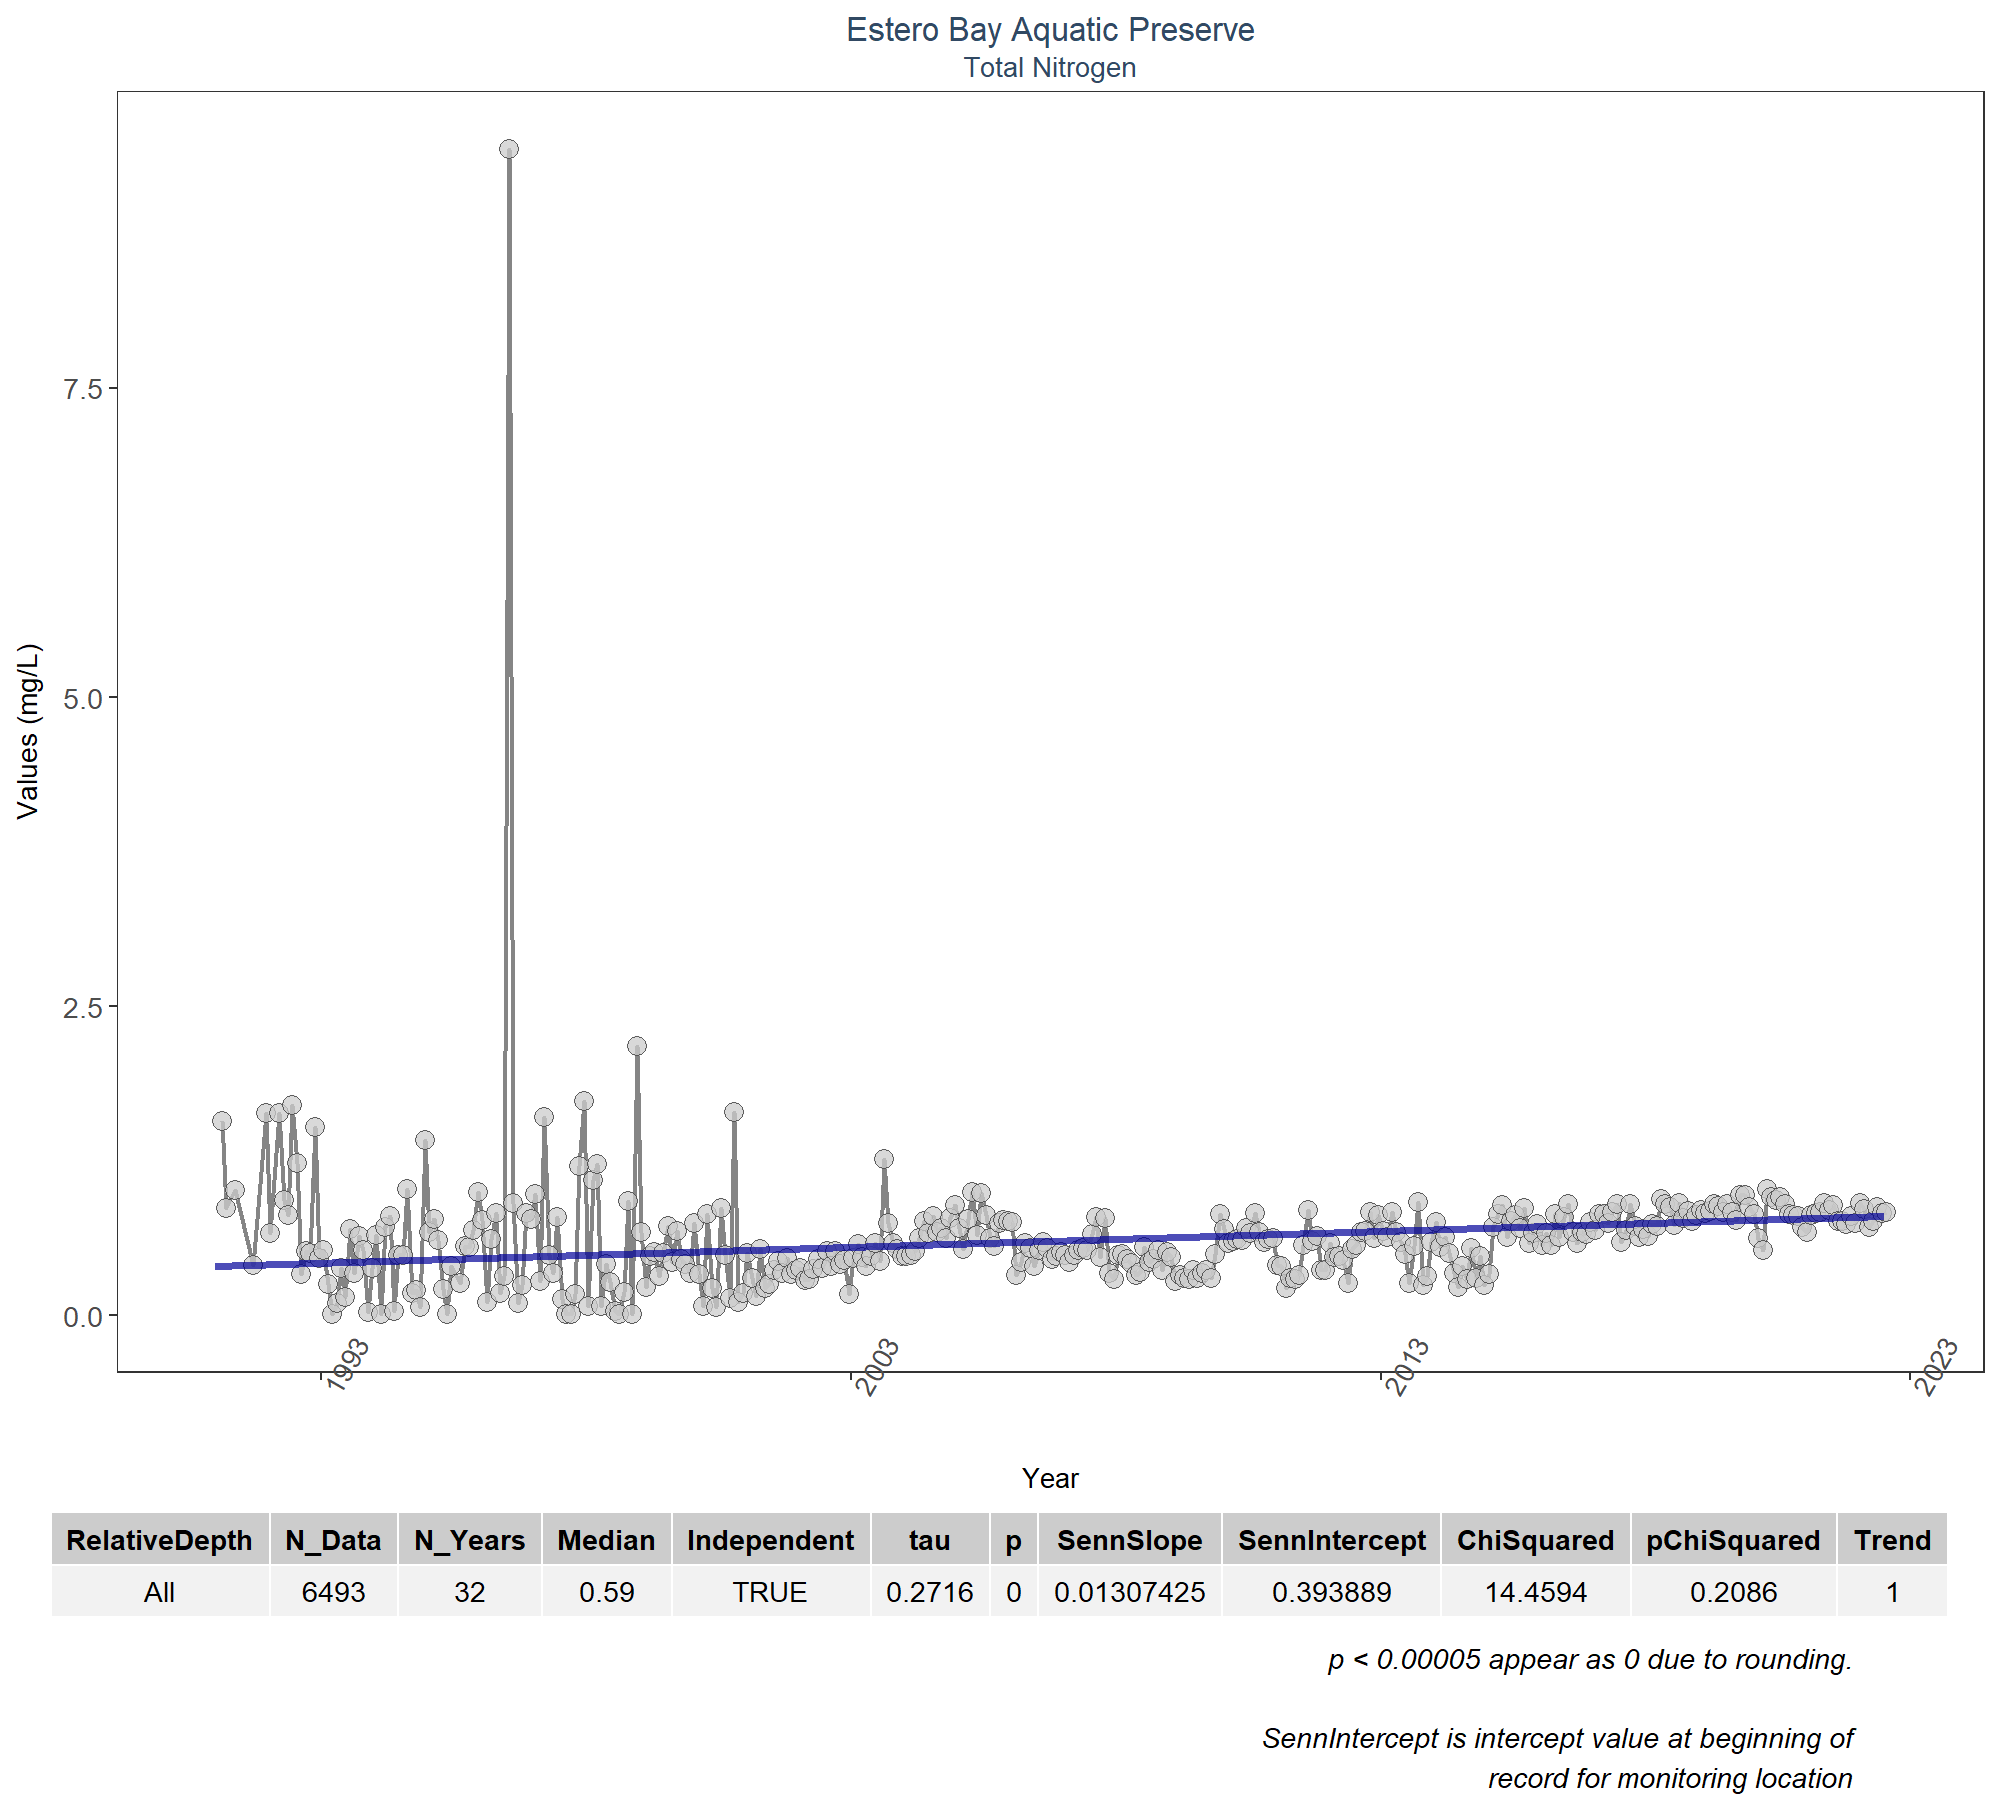 Estero Bay Aquatic Preserve
Total Nitrogen
7.5
5.0
2.5
0.0
Values (mg/L)
1993
2003
2013
2023
Year
RelativeDepth N_Data N_Years Median Independent tau p SennSlope SennIntercept ChiSquared pChiSquared Trend
All 6493 32 0.59 TRUE 0.2716 0 0.01307425 0.393889 14.4594 0.2086 1
p < 0.00005 appear as 0 due to rounding.
SennIntercept is intercept value at beginning of
record for monitoring location